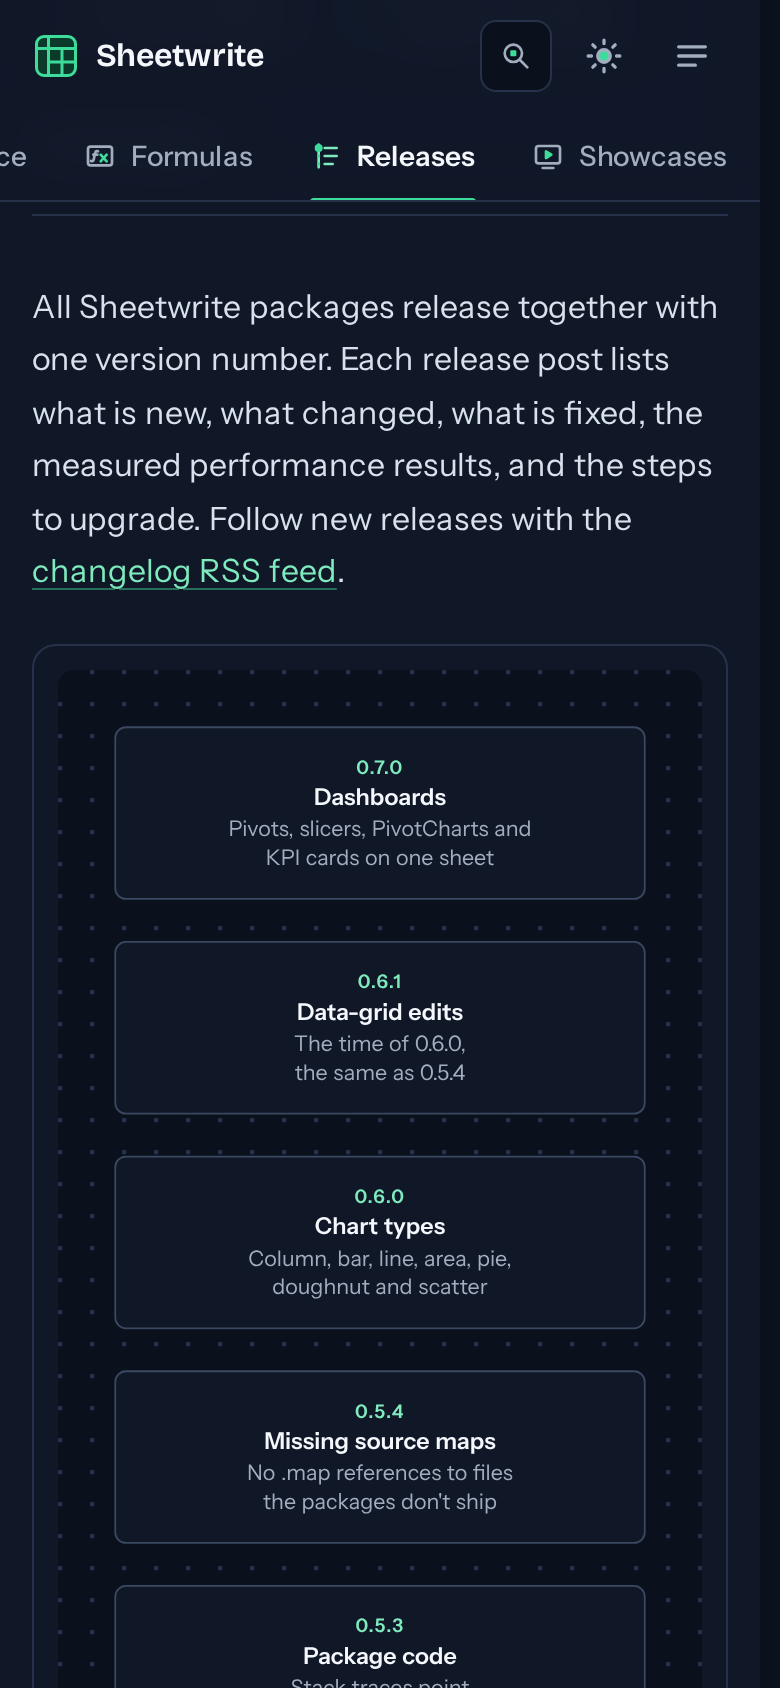 Sheetwrite
ce Formulas Releases Showcases
All Sheetwrite packages release together with
one version number. Each release post lists
what is new, what changed, what is fixed, the
measured performance results, and the steps
to upgrade. Follow new releases with the
changelog RSS feed.
0.7.0
Dashboards
Pivots, slicers, PivotCharts and
KPI cards on one sheet
0.6.1
Data-grid edits
The time of 0.6.0,
the same as 0.5.4
0.6.0
Chart types
Column, bar, line, area, pie,
doughnut and scatter
0.5.4
Missing source maps
No .map references to files
the packages don't ship
0.5.3
Package code
Stack traces point